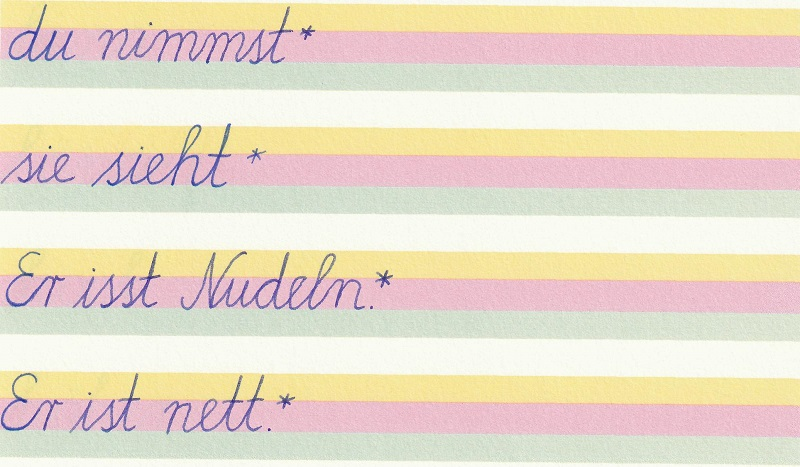 du nimmst*
sie sieht*
Er isst Nudeln.*
Er ist nett.*